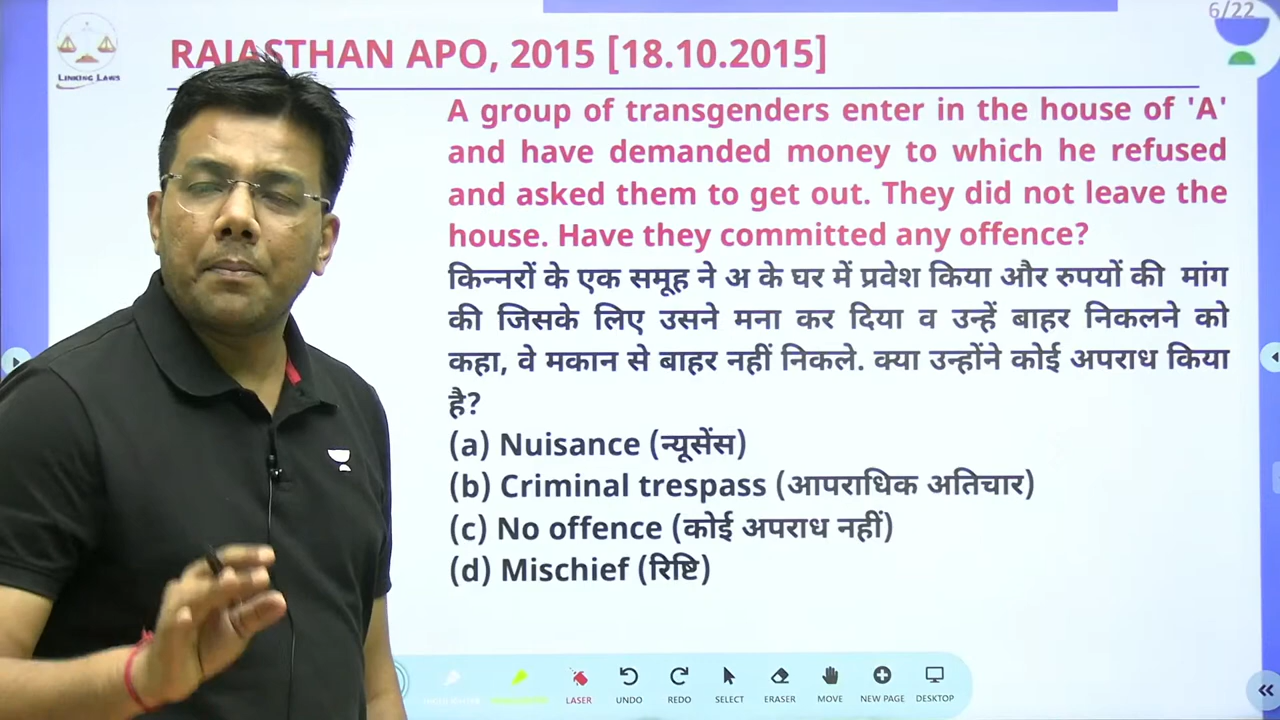 6/22
LINKING LAWS
RAJASTHAN APO, 2015 [18.10.2015]
A group of transgenders enter in the house of 'A'
and have demanded money to which he refused
and asked them to get out. They did not leave the
house. Have they committed any offence?
किन्नरों के एक समूह ने अ के घर में प्रवेश किया और रुपयों की मांग
की जिसके लिए उसने मना कर दिया व उन्हें बाहर निकलने को
कहा, वे मकान से बाहर नहीं निकले. क्या उन्होंने कोई अपराध किया
है?
(a) Nuisance (न्यूसेंस)
(b) Criminal trespass (आपराधिक अतिचार)
(c) No offence (कोई अपराध नहीं)
(d) Mischief (रिष्टि)
LASER UNDO REDO SELECT ERASER MOVE NEW PAGE DESKTOP